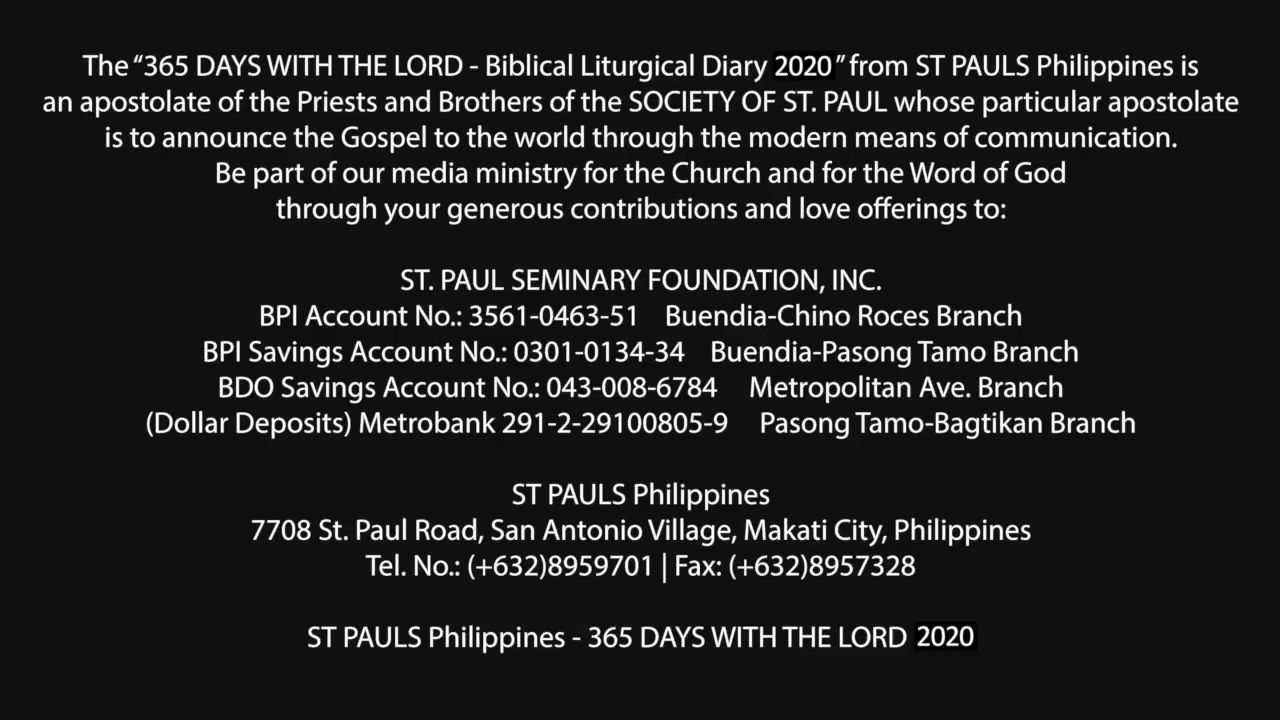 The “365 DAYS WITH THE LORD - Biblical Liturgical Diary 2020” from ST PAULS Philippines is
an apostolate of the Priests and Brothers of the SOCIETY OF ST. PAUL whose particular apostolate
is to announce the Gospel to the world through the modern means of communication.
Be part of our media ministry for the Church and for the Word of God
through your generous contributions and love offerings to:
ST. PAUL SEMINARY FOUNDATION, INC.
BPI Account No.: 3561-0463-51 Buendia-Chino Roces Branch
BPI Savings Account No.: 0301-0134-34 Buendia-Pasong Tamo Branch
BDO Savings Account No.: 043-008-6784 Metropolitan Ave. Branch
(Dollar Deposits) Metrobank 291-2-29100805-9 Pasong Tamo-Bagtikan Branch
ST PAULS Philippines
7708 St. Paul Road, San Antonio Village, Makati City, Philippines
Tel. No.: (+632)8959701 | Fax: (+632)8957328
ST PAULS Philippines - 365 DAYS WITH THE LORD 2020